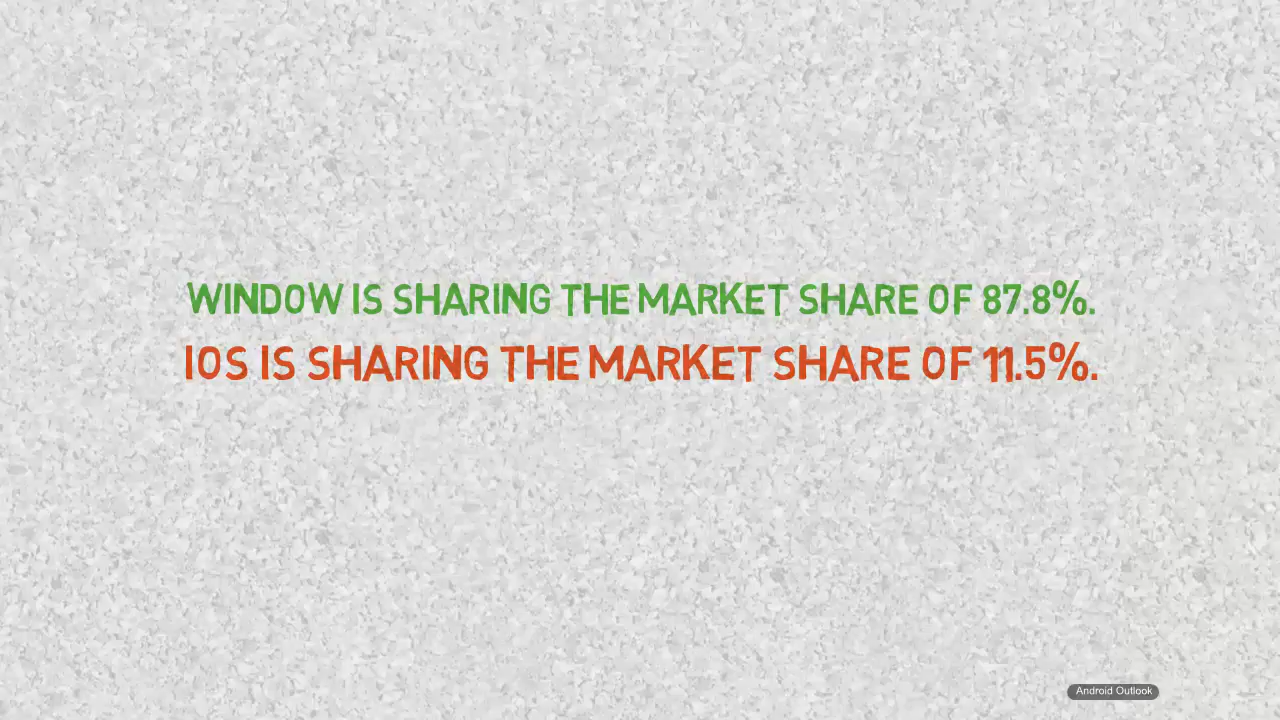 WINDOW IS SHARING THE MARKET SHARE OF 87.8%.
IOS IS SHARING THE MARKET SHARE OF 11.5%.
Android Outlook